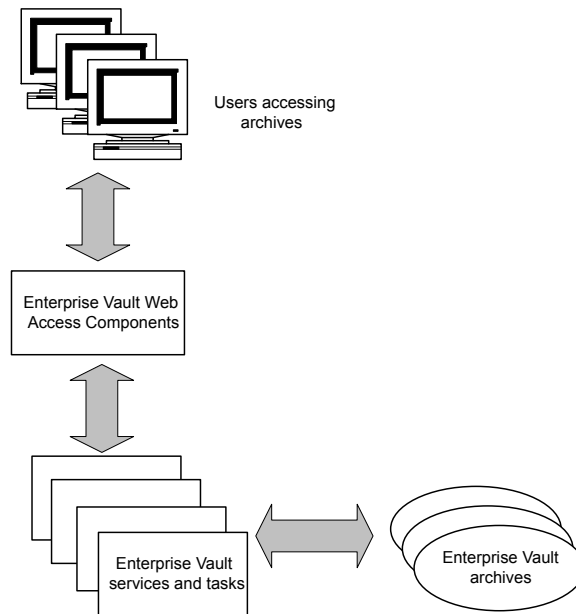 Users accessing
archives
Enterprise Vault Web
Access Components
Enterprise Vault
services and tasks
Enterprise Vault
archives